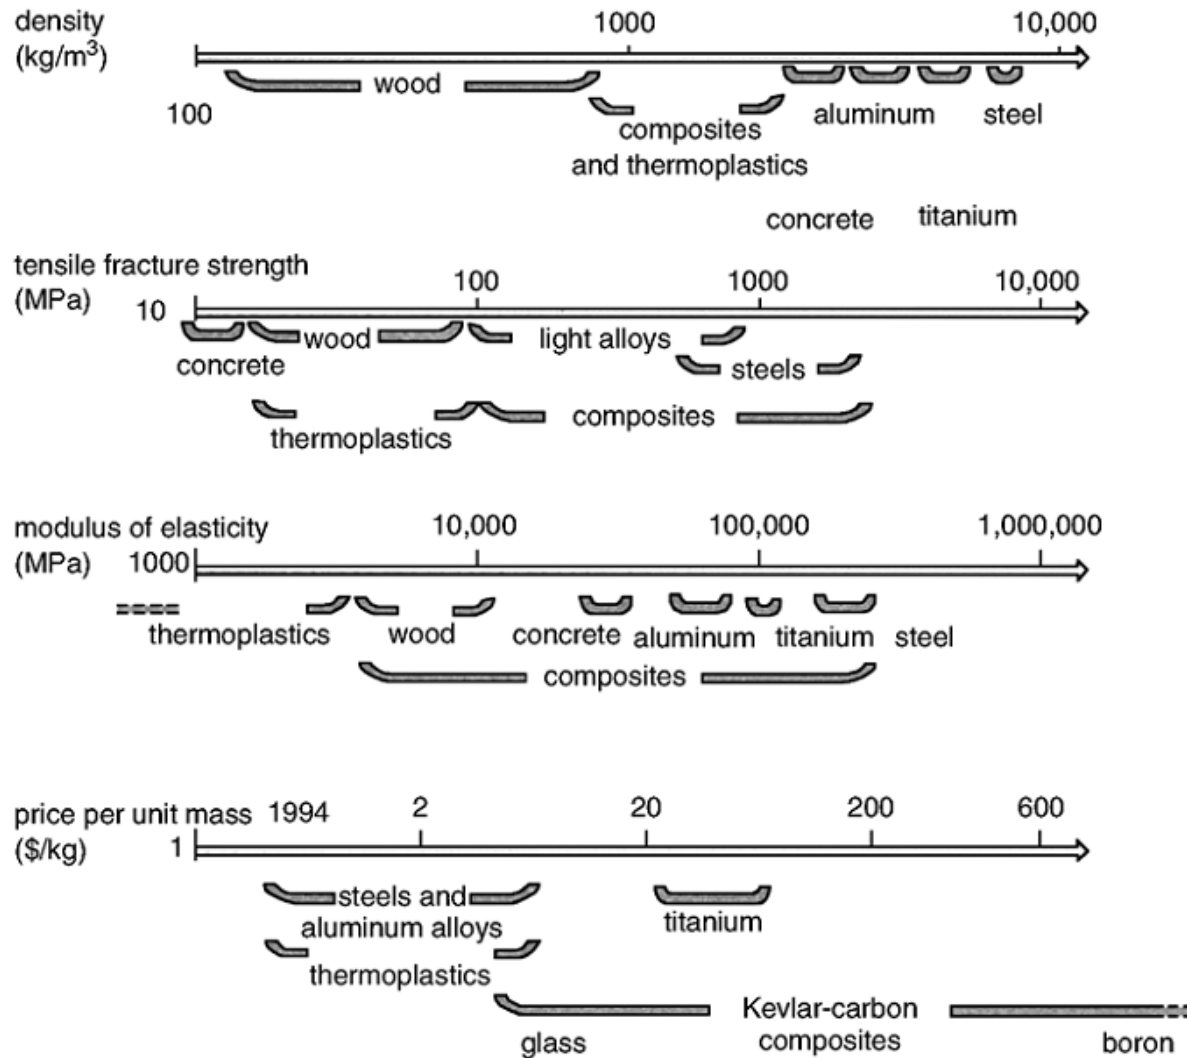 density
(kg/m³)
1000
10,000
100
wood
composites
and thermoplastics
aluminum
steel
concrete
titanium
tensile fracture strength
(MPa)
10
100
1000
10,000
concrete
wood
light alloys
steels
thermoplastics
composites
modulus of elasticity
(MPa)
1000
10,000
100,000
1,000,000
thermoplastics
wood
concrete
aluminum
titanium
steel
composites
price per unit mass
1994
($/kg)
1
2
20
200
600
steels and
aluminum alloys
titanium
thermoplastics
glass
Kevlar-carbon
composites
boron